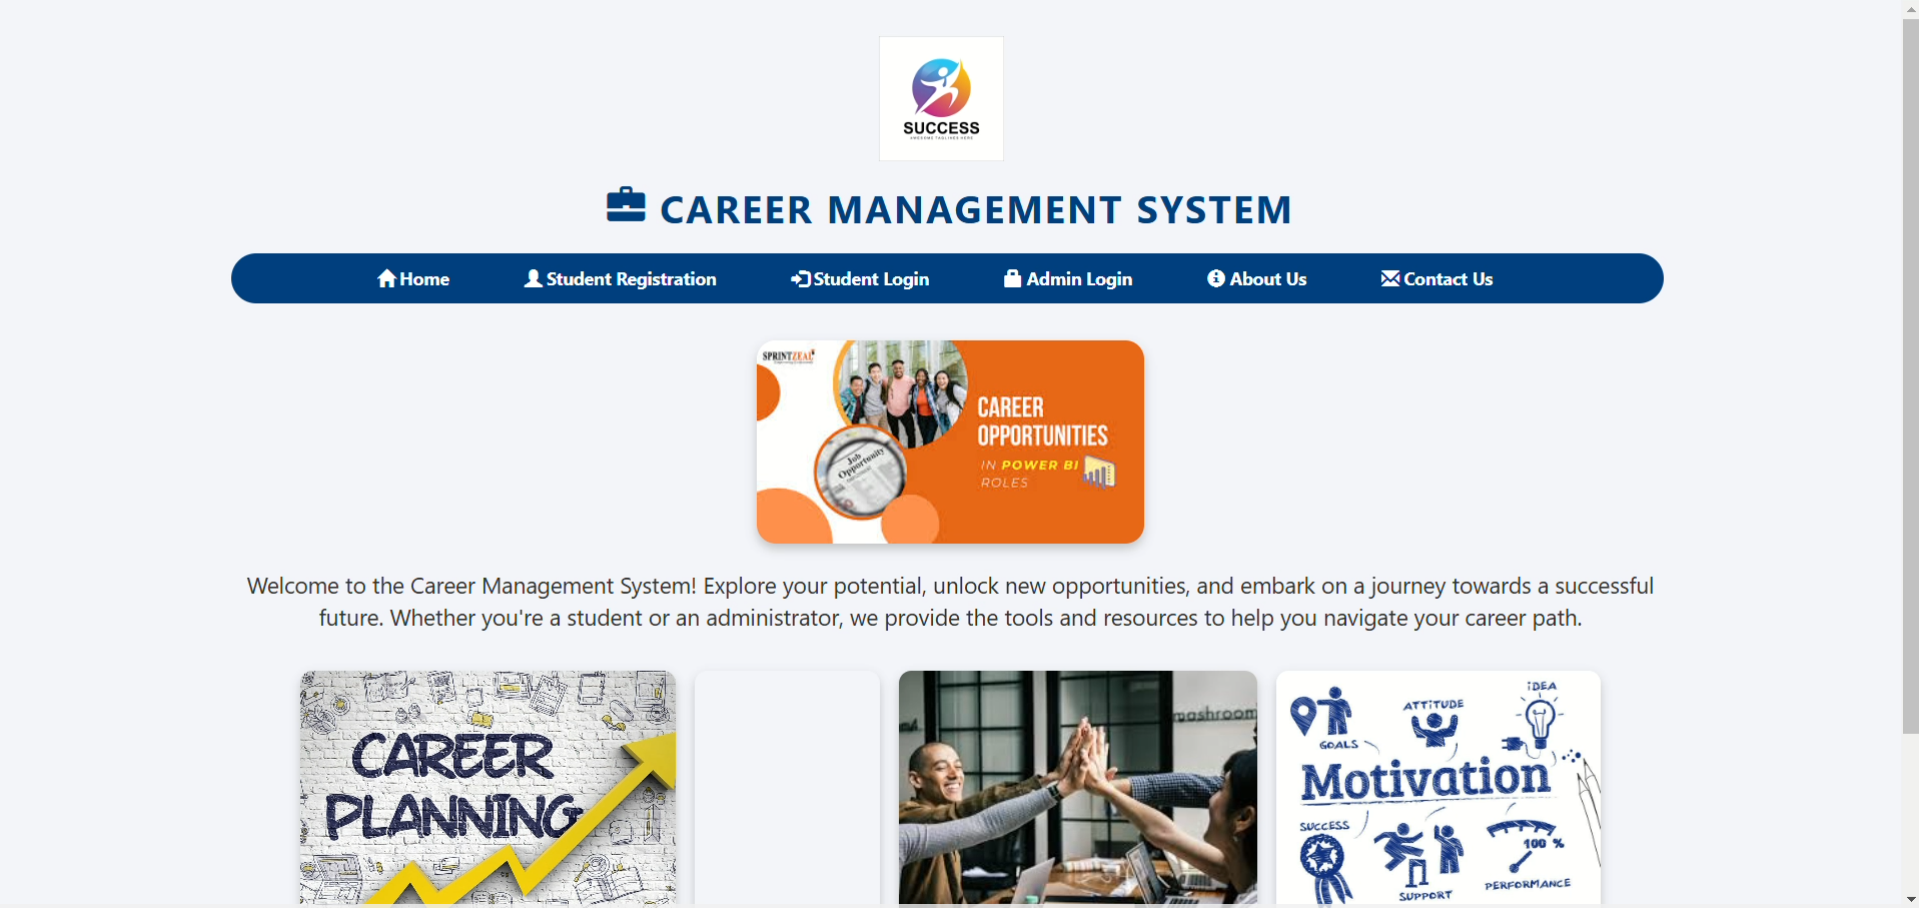 SUCCESS
AWESOME TAGLINES HERE
CAREER MANAGEMENT SYSTEM
Home Student Registration Student Login Admin Login About Us Contact Us
SPRINTZEAL
CAREER
OPPORTUNITIES
IN POWER BI
ROLES
Job
Opportunity
Welcome to the Career Management System! Explore your potential, unlock new opportunities, and embark on a journey towards a successful
future. Whether you're a student or an administrator, we provide the tools and resources to help you navigate your career path.
CAREER
PLANNING
mashroom
iDEA
ATTiTUDE
GOALS
Motivation
SUCCESS
100 %
SUPPORT
PERFORMANCE